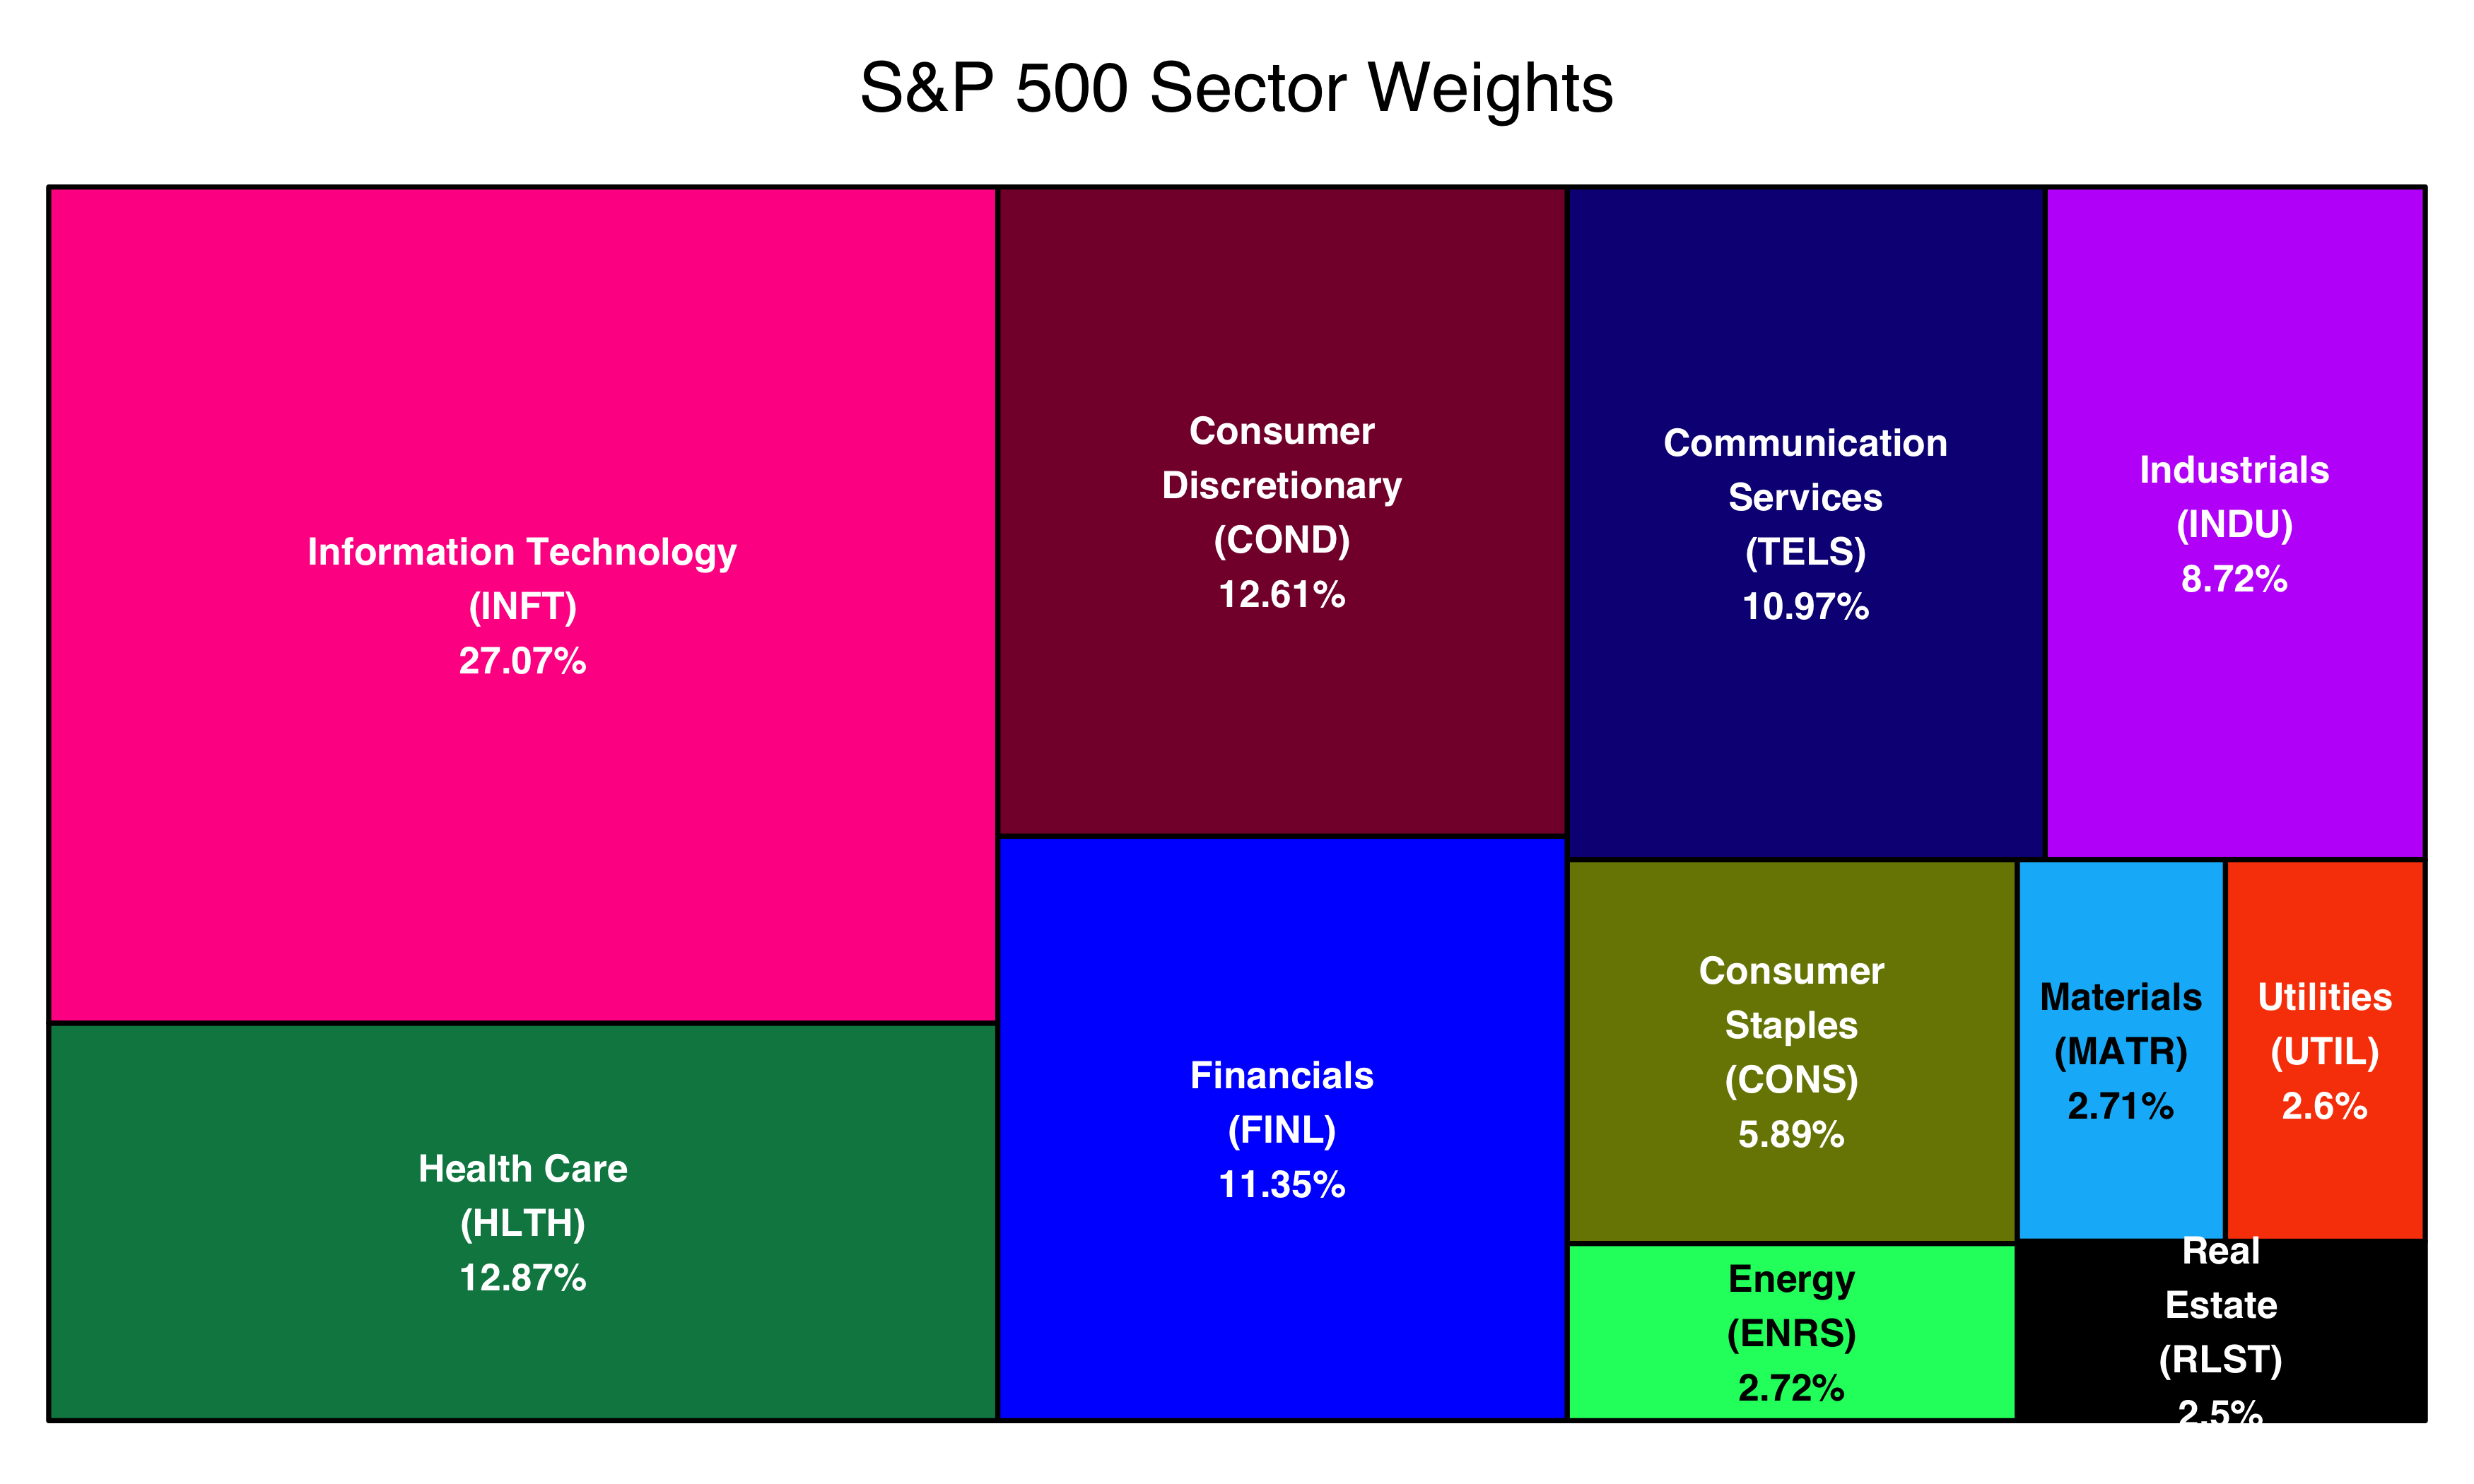 S&P 500 Sector Weights
Information Technology
(INFT)
27.07%
Health Care
(HLTH)
12.87%
Consumer
Discretionary
(COND)
12.61%
Financials
(FINL)
11.35%
Communication
Services
(TELS)
10.97%
Industrials
(INDU)
8.72%
Consumer
Staples
(CONS)
5.89%
Energy
(ENRS)
2.72%
Materials
(MATR)
2.71%
Utilities
(UTIL)
2.6%
Real
Estate
(RLST)
2.5%